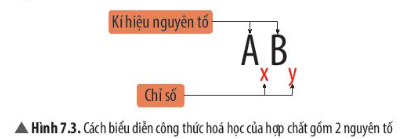 Kí hiệu nguyên tố
A B
x y
Chỉ số
▲ Hình 7.3. Cách biểu diễn công thức hoá học của hợp chất gồm 2 nguyên tố